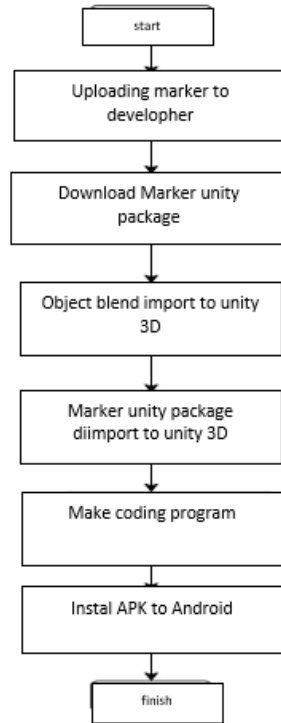 start
Uploading marker to
developher
Download Marker unity
package
Object blend import to unity
3D
Marker unity package
diimport to unity 3D
Make coding program
Instal APK to Android
finish